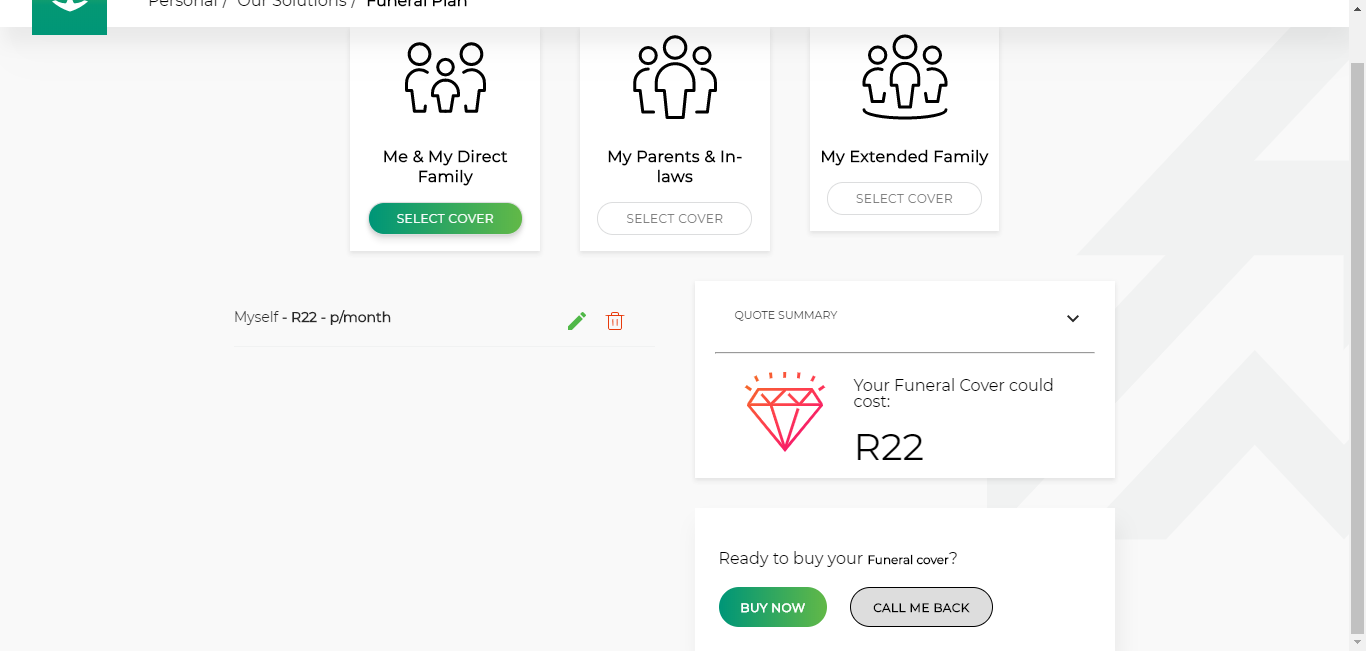 Personal / Our Solutions / Funeral Plan
Me & My Direct
Family
SELECT COVER
My Parents & In-
laws
SELECT COVER
My Extended Family
SELECT COVER
Myself - R22 - p/month
QUOTE SUMMARY
Your Funeral Cover could
cost:
R22
Ready to buy your Funeral cover?
BUY NOW
CALL ME BACK